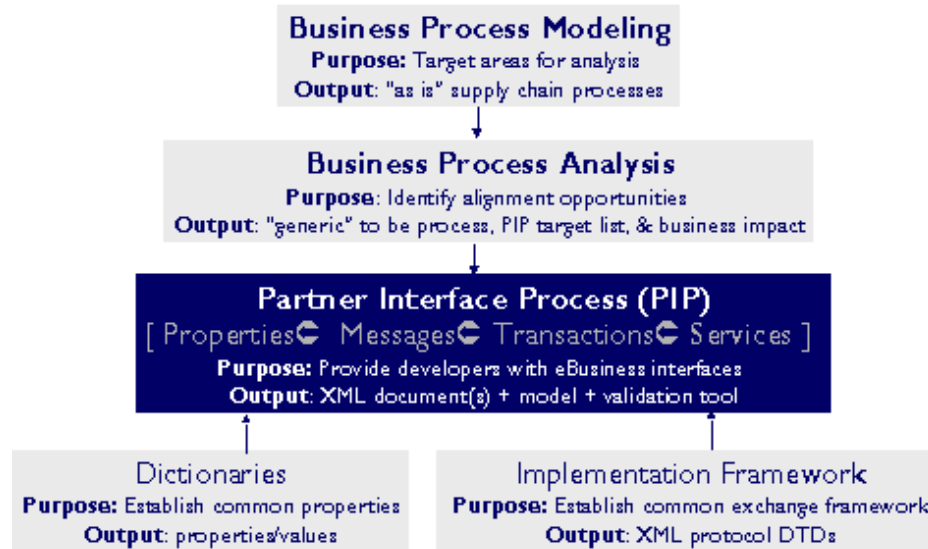 Business Process Modeling
Purpose: Target areas for analysis
Output: "as is" supply chain processes
Business Process Analysis
Purpose: Identify alignment opportunities
Output: "generic" to be process, PIP target list, & business impact
Partner Interface Process (PIP)
[ Properties⊂ Messages⊂ Transactions⊂ Services ]
Purpose: Provide developers with eBusiness interfaces
Output: XML document(s) + model + validation tool
Dictionaries
Purpose: Establish common properties
Output: properties/values
Implementation Framework
Purpose: Establish common exchange framework
Output: XML protocol DTDs